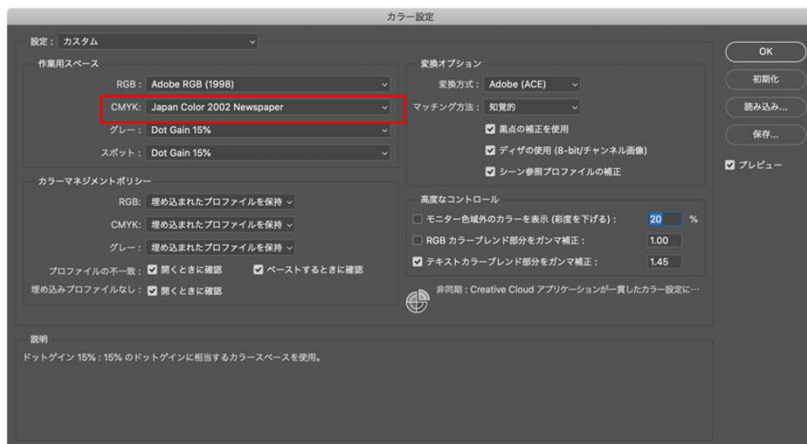 カラー設定
設定： カスタム
作業用スペース
RGB： Adobe RGB (1998)
CMYK： Japan Color 2002 Newspaper
グレー： Dot Gain 15%
スポット： Dot Gain 15%
カラーマネジメントポリシー
RGB: 埋め込まれたプロファイルを保持
CMYK: 埋め込まれたプロファイルを保持
グレー： 埋め込まれたプロファイルを保持
プロファイルの不一致： 開くときに確認 ペーストするときに確認
埋め込みプロファイルなし： 開くときに確認
変換オプション
変換方式： Adobe (ACE)
マッチング方法： 知覚的
黒点の補正を使用
ディザの使用 (8-bit/チャンネル画像)
シーン参照プロファイルの補正
高度なコントロール
モニター色域外のカラーを表示 (彩度を下げる)： 20 %
RGB カラーブレンド部分をガンマ補正： 1.00
テキストカラーブレンド部分をガンマ補正： 1.45
非同期：Creative Cloud アプリケーションが一貫したカラー設定に…
OK
初期化
読み込み...
保存...
プレビュー
説明
ドットゲイン 15%：15% のドットゲインに相当するカラースペースを使用。